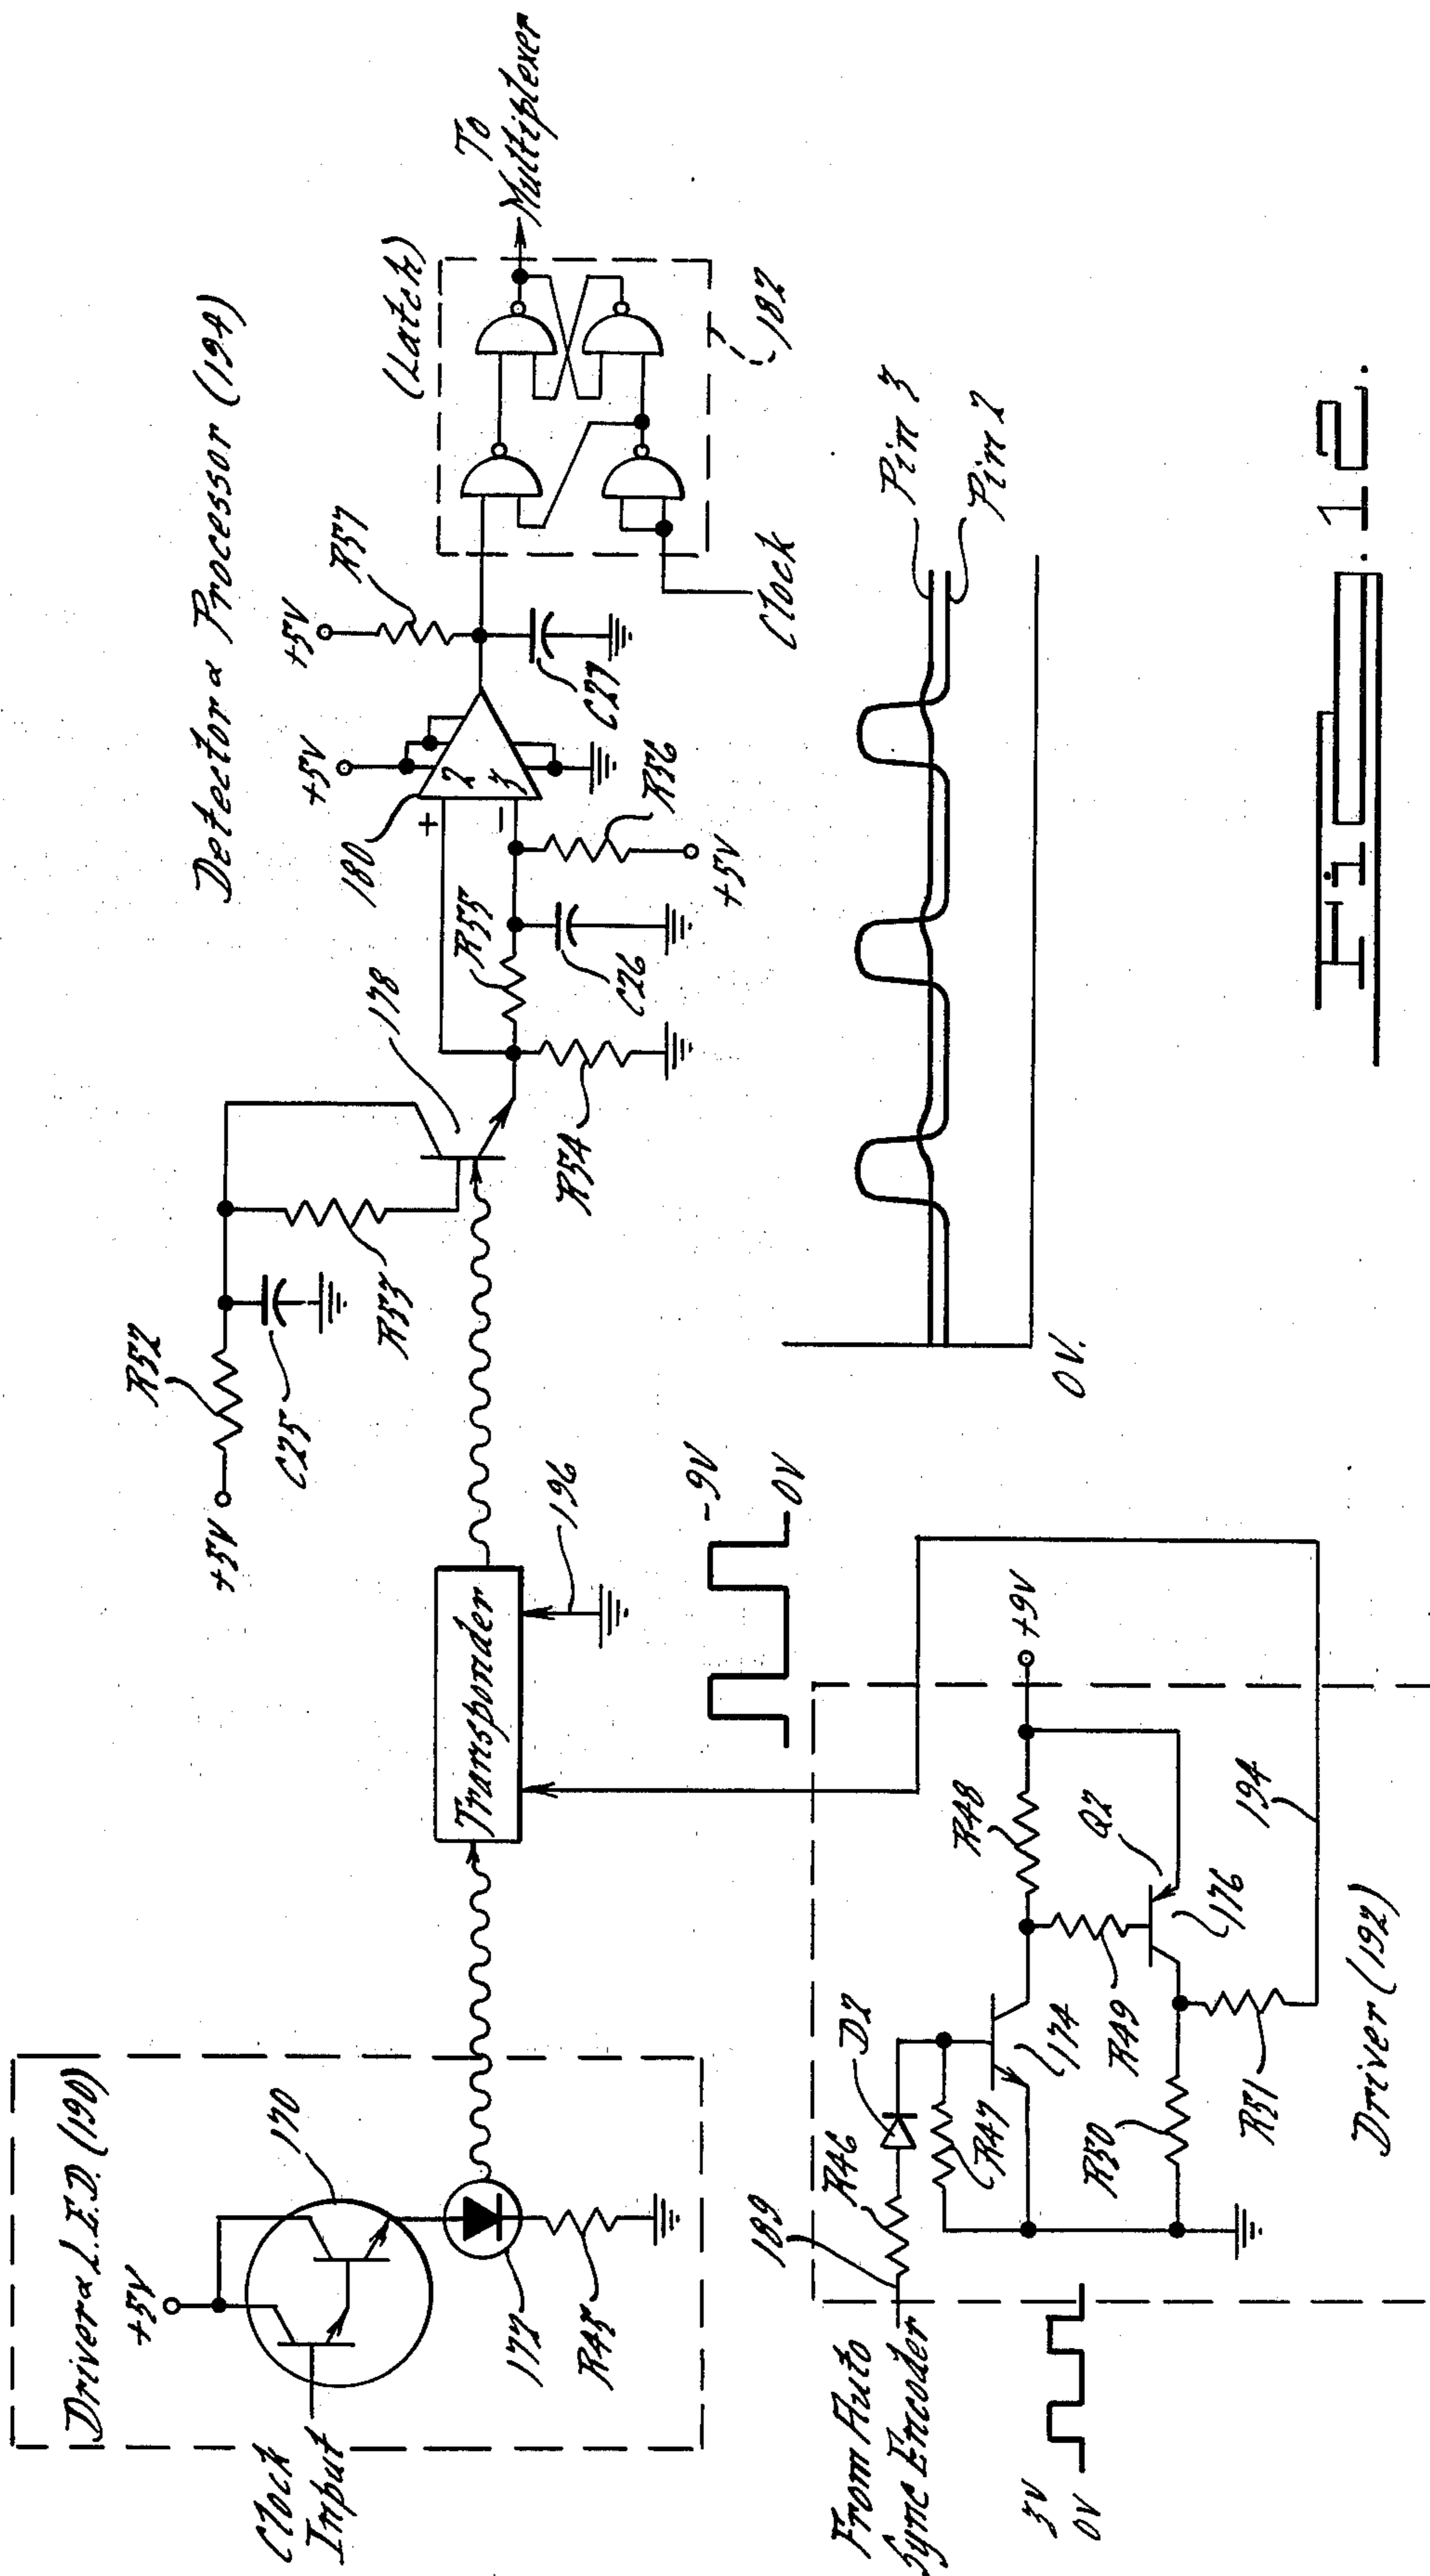 Driver & L.E.D. (190)
+5V
170
Clock
Input
172
R45
Transponder
196
+5V
R52
C25
R53
178
R54
R55
C26
R56
+5V
180
+
−
2
3
+5V
+5V
R57
C27
Detector & Processor (194)
(Latch)
To
Multiplexer
182
Clock
From Auto
Sync Encoder
3V
0V
189
R46
D2
R47
174
R48
R49
+9V
Q2
176
R50
R51
194
Driver (192)
-9V
0V
0V.
Pin 3
Pin 2
Fig. 12.